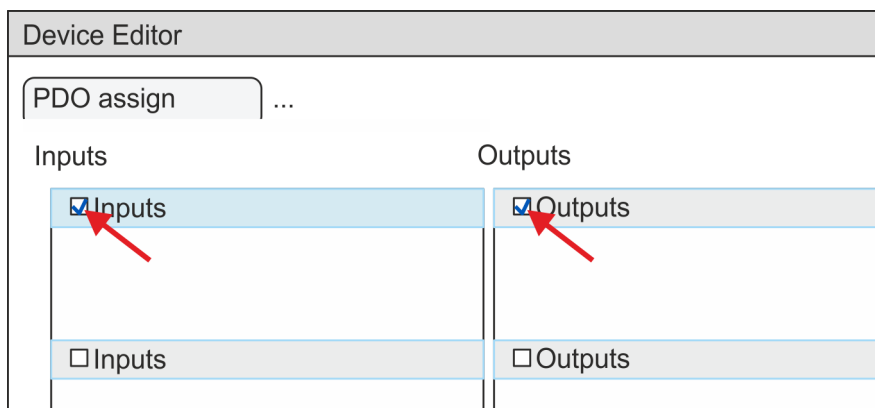 Device Editor
PDO assign ...
Inputs Outputs
Inputs Outputs
Inputs Outputs